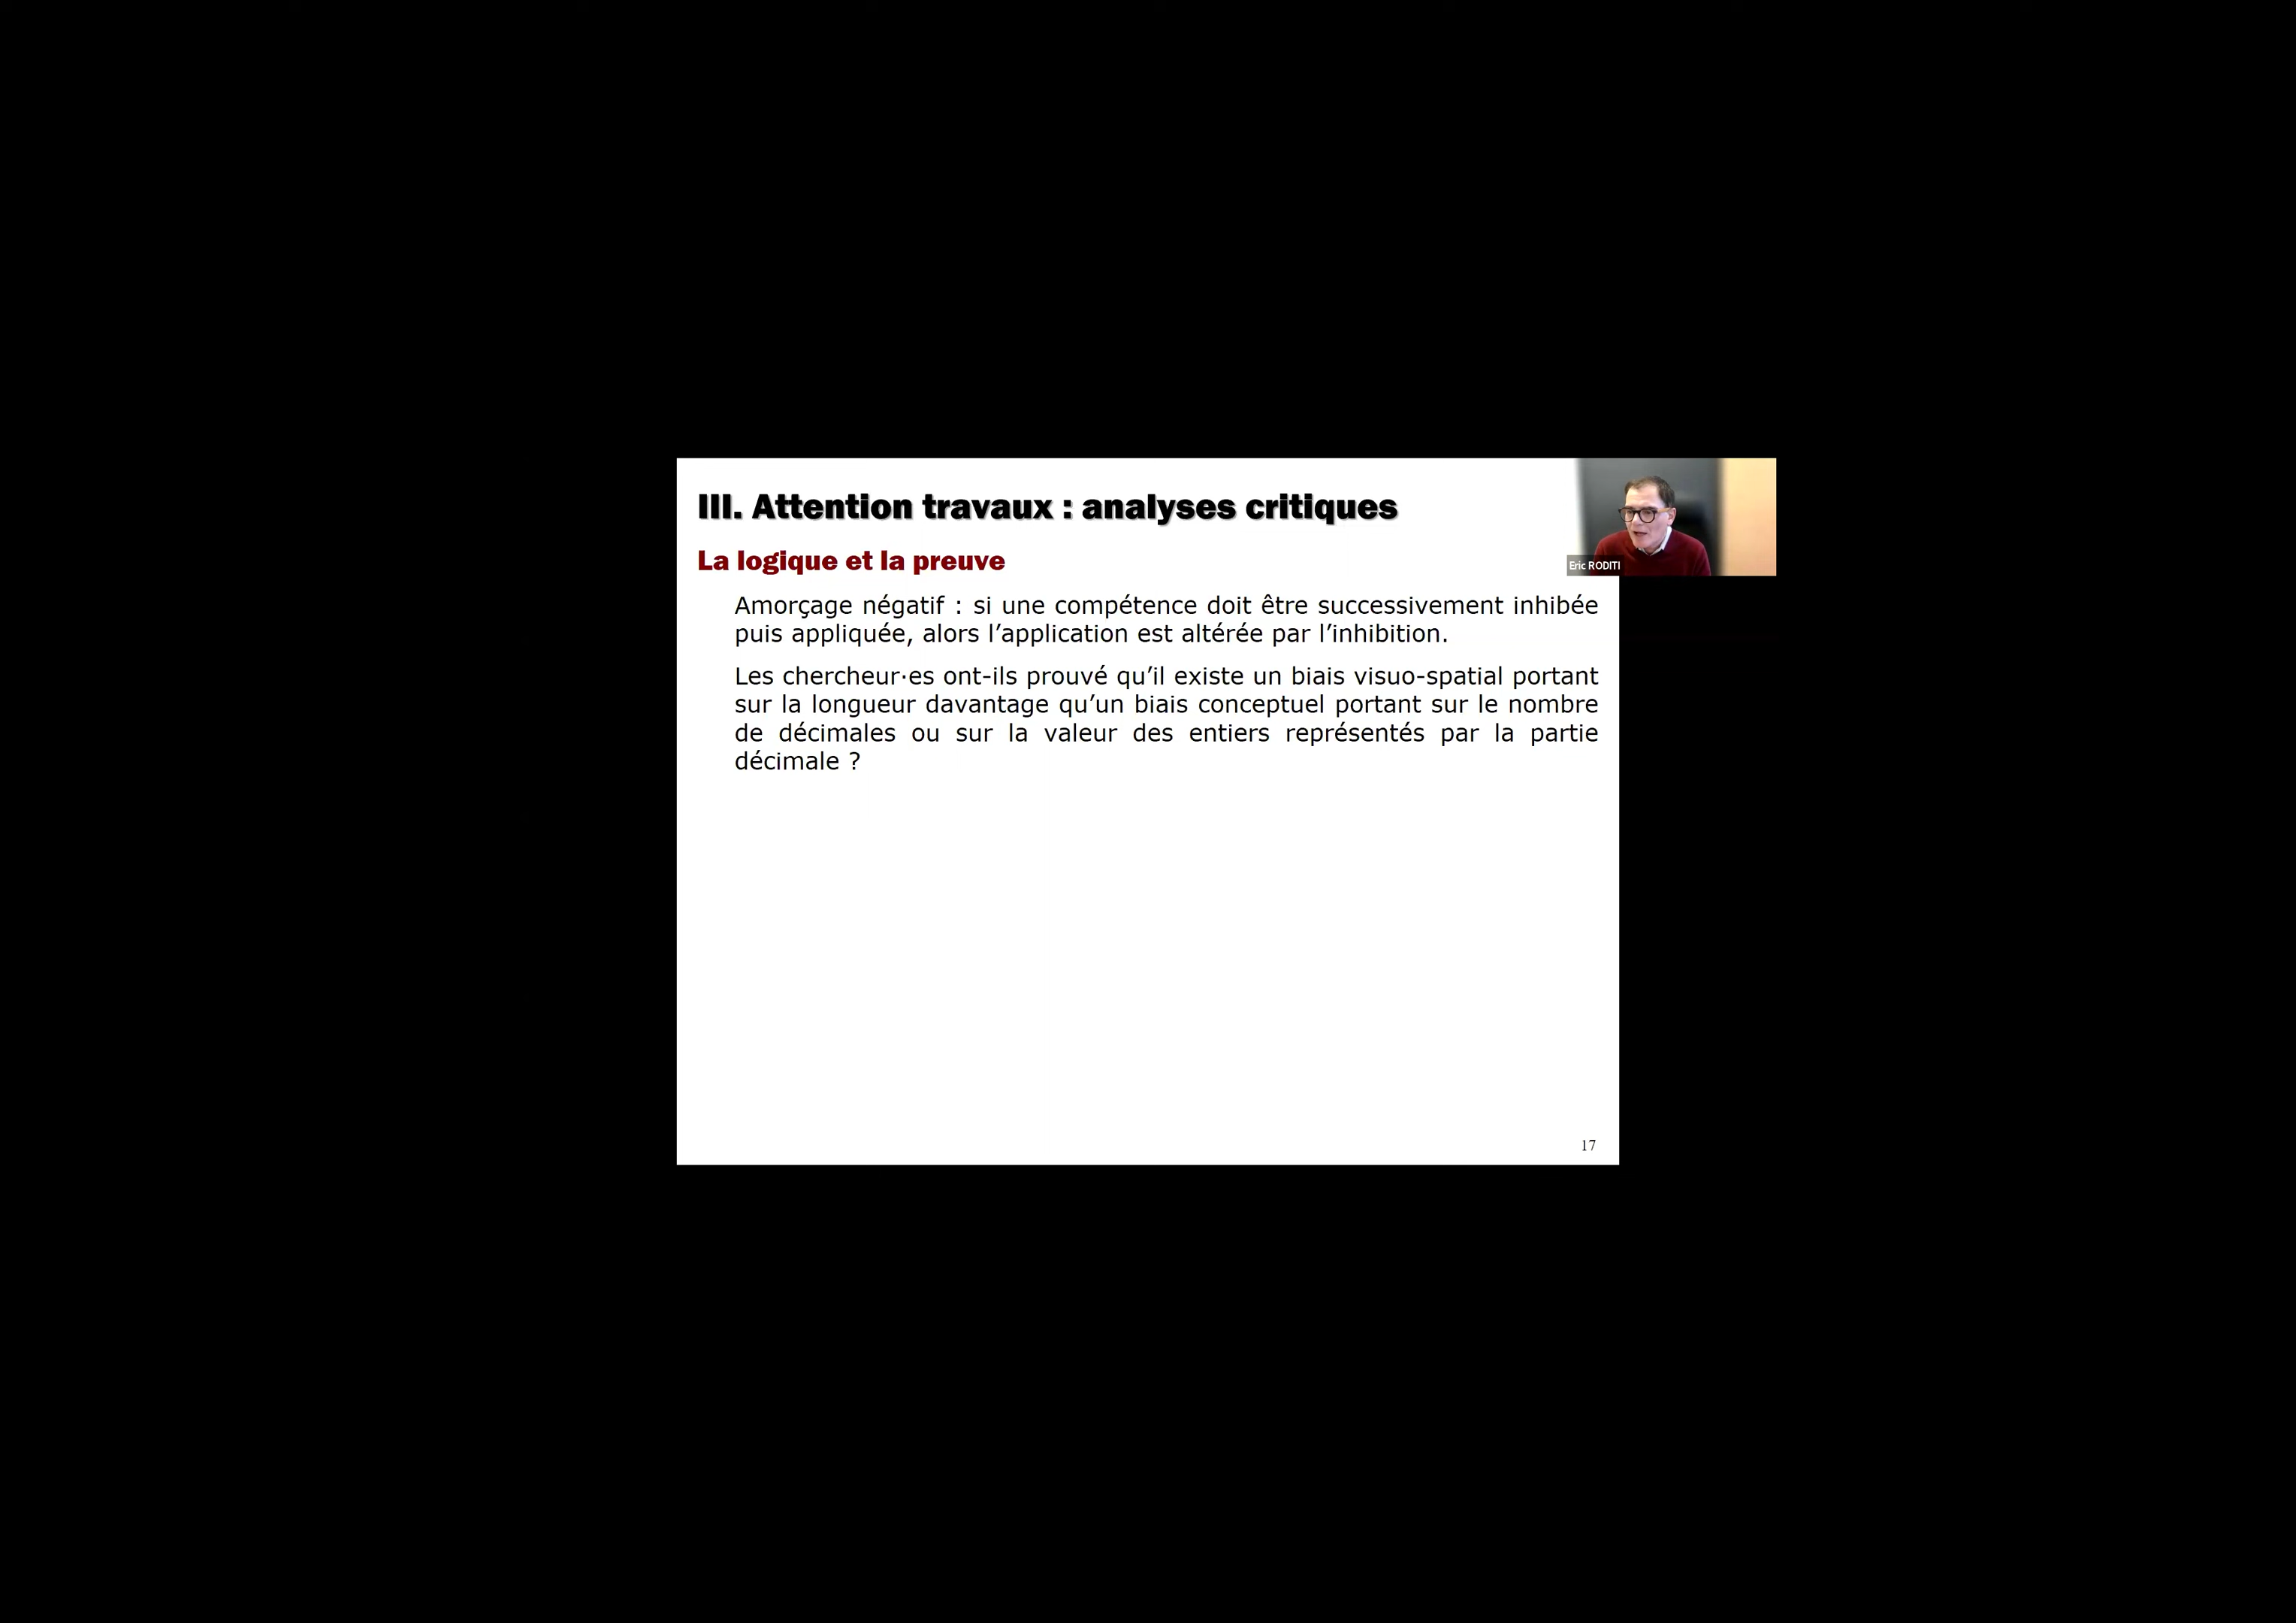 III. Attention travaux : analyses critiques
La logique et la preuve
Eric RODITI
Amorçage négatif : si une compétence doit être successivement inhibée
puis appliquée, alors l’application est altérée par l’inhibition.
Les chercheur·es ont-ils prouvé qu’il existe un biais visuo-spatial portant
sur la longueur davantage qu’un biais conceptuel portant sur le nombre
de décimales ou sur la valeur des entiers représentés par la partie
décimale ?
17